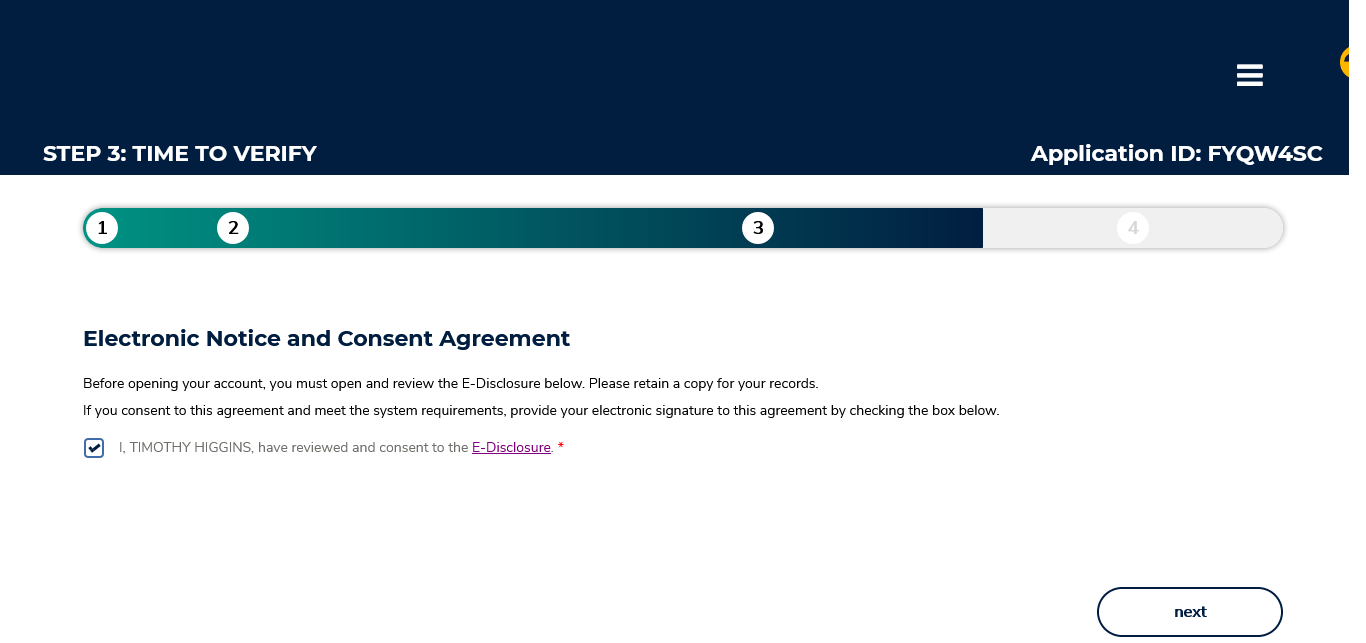 STEP 3: TIME TO VERIFY
Application ID: FYQW4SC
1 2 3 4
Electronic Notice and Consent Agreement
Before opening your account, you must open and review the E-Disclosure below. Please retain a copy for your records.
If you consent to this agreement and meet the system requirements, provide your electronic signature to this agreement by checking the box below.
I, TIMOTHY HIGGINS, have reviewed and consent to the E-Disclosure. *
next